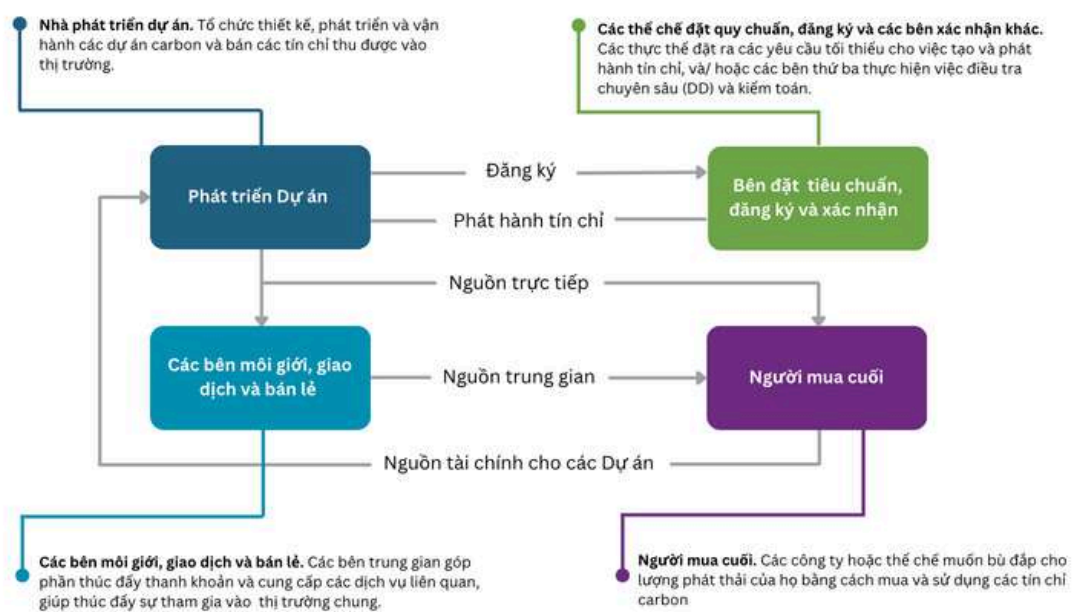 Nhà phát triển dự án. Tổ chức thiết kế, phát triển và vận
hành các dự án carbon và bán các tín chỉ thu được vào
thị trường.
Các thể chế đặt quy chuẩn, đăng ký và các bên xác nhận khác.
Các thực thể đặt ra các yêu cầu tối thiểu cho việc tạo và phát
hành tín chỉ, và/ hoặc các bên thứ ba thực hiện việc điều tra
chuyên sâu (DD) và kiểm toán.
Phát triển Dự án
Đăng ký
Phát hành tín chỉ
Bên đặt tiêu chuẩn,
đăng ký và xác nhận
Nguồn trực tiếp
Các bên môi giới, giao
dịch và bán lẻ
Nguồn trung gian
Người mua cuối
Nguồn tài chính cho các Dự án
Các bên môi giới, giao dịch và bán lẻ. Các bên trung gian góp
phần thúc đẩy thanh khoản và cung cấp các dịch vụ liên quan,
giúp thúc đẩy sự tham gia vào thị trường chung.
Người mua cuối. Các công ty hoặc thể chế muốn bù đắp cho
lượng phát thải của họ bằng cách mua và sử dụng các tín chỉ
carbon